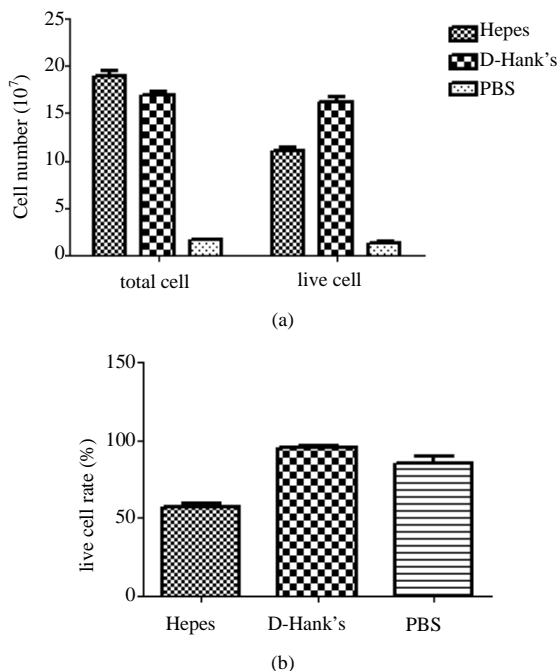 25
20
15
10
5
0
Cell number (10⁷)
Hepes
D-Hank's
PBS
total cell
live cell
(a)
150
100
50
0
live cell rate (%)
Hepes
D-Hank's
PBS
(b)